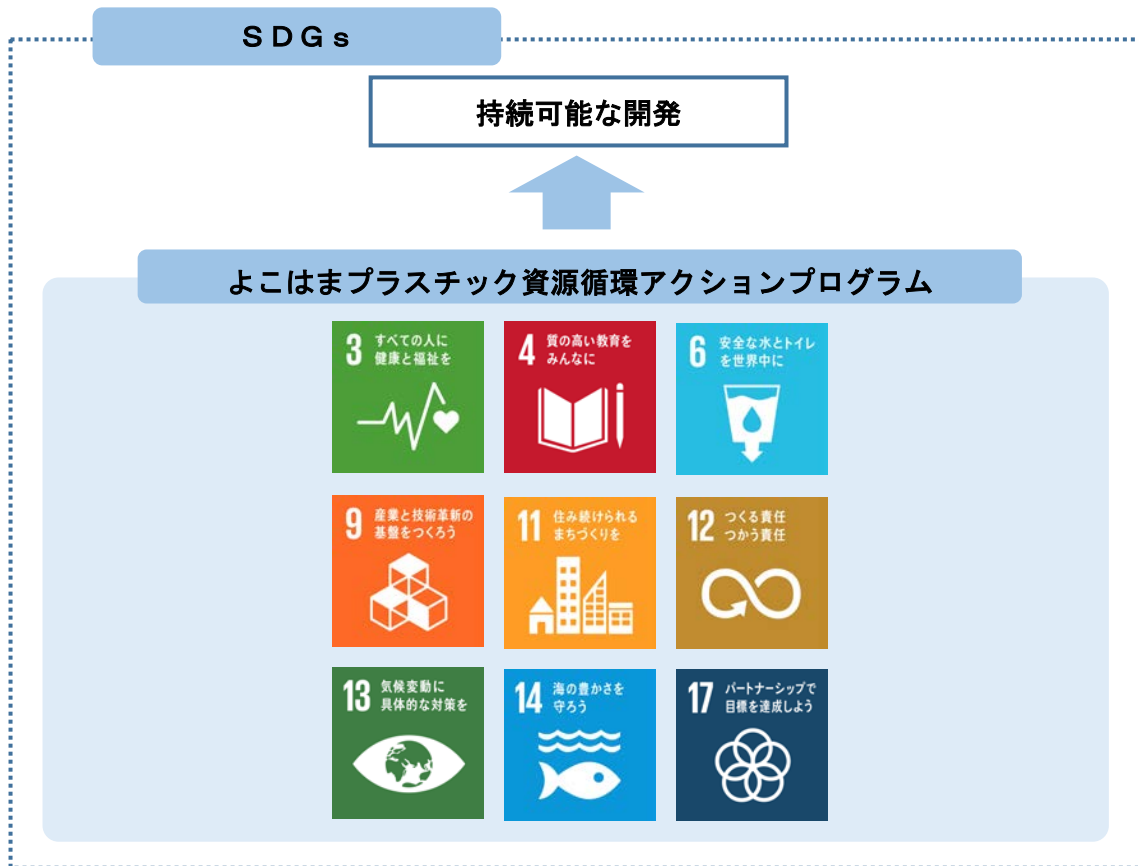 ＳＤＧｓ
持続可能な開発
よこはまプラスチック資源循環アクションプログラム
3 すべての人に
健康と福祉を
4 質の高い教育を
みんなに
6 安全な水とトイレ
を世界中に
9 産業と技術革新の
基盤をつくろう
11 住み続けられる
まちづくりを
12 つくる責任
つかう責任
13 気候変動に
具体的な対策を
14 海の豊かさを
守ろう
17 パートナーシップで
目標を達成しよう